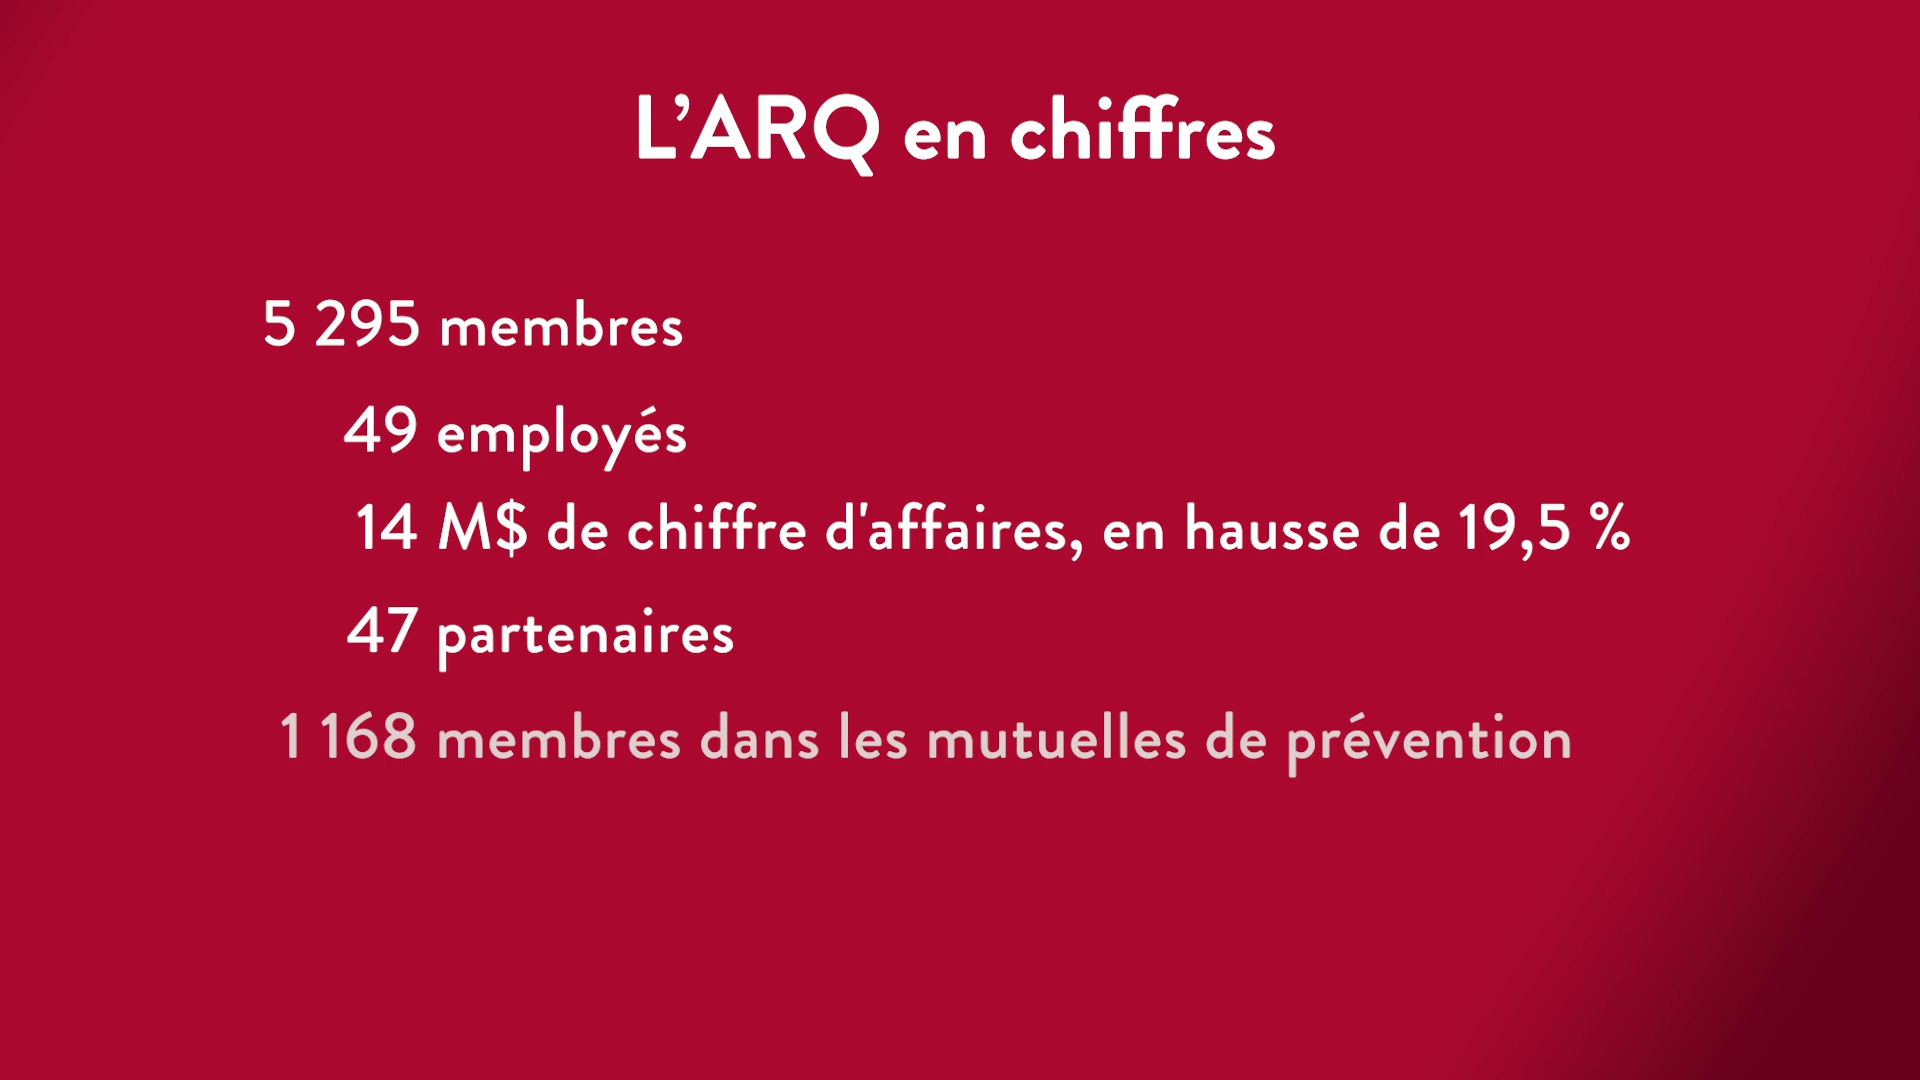 L’ARQ en chiffres
5 295 membres
49 employés
14 M$ de chiffre d'affaires, en hausse de 19,5 %
47 partenaires
1 168 membres dans les mutuelles de prévention